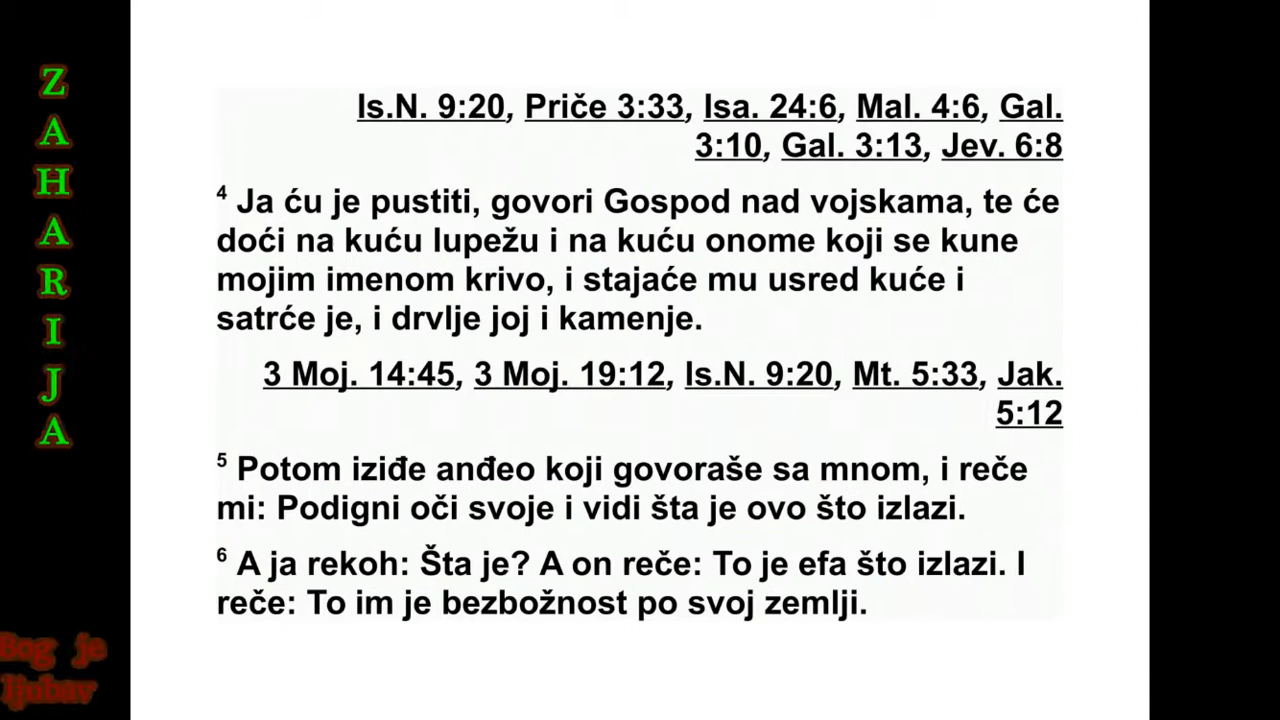 Z
A
H
A
R
I
J
A
Bog je
ljubav
Is.N. 9:20, Priče 3:33, Isa. 24:6, Mal. 4:6, Gal.
3:10, Gal. 3:13, Jev. 6:8
4 Ja ću je pustiti, govori Gospod nad vojskama, te će
doći na kuću lupežu i na kuću onome koji se kune
mojim imenom krivo, i stajaće mu usred kuće i
satrće je, i drvlje joj i kamenje.
3 Moj. 14:45, 3 Moj. 19:12, Is.N. 9:20, Mt. 5:33, Jak.
5:12
5 Potom iziđe anđeo koji govoraše sa mnom, i reče
mi: Podigni oči svoje i vidi šta je ovo što izlazi.
6 A ja rekoh: Šta je? A on reče: To je efa što izlazi. I
reče: To im je bezbožnost po svoj zemlji.